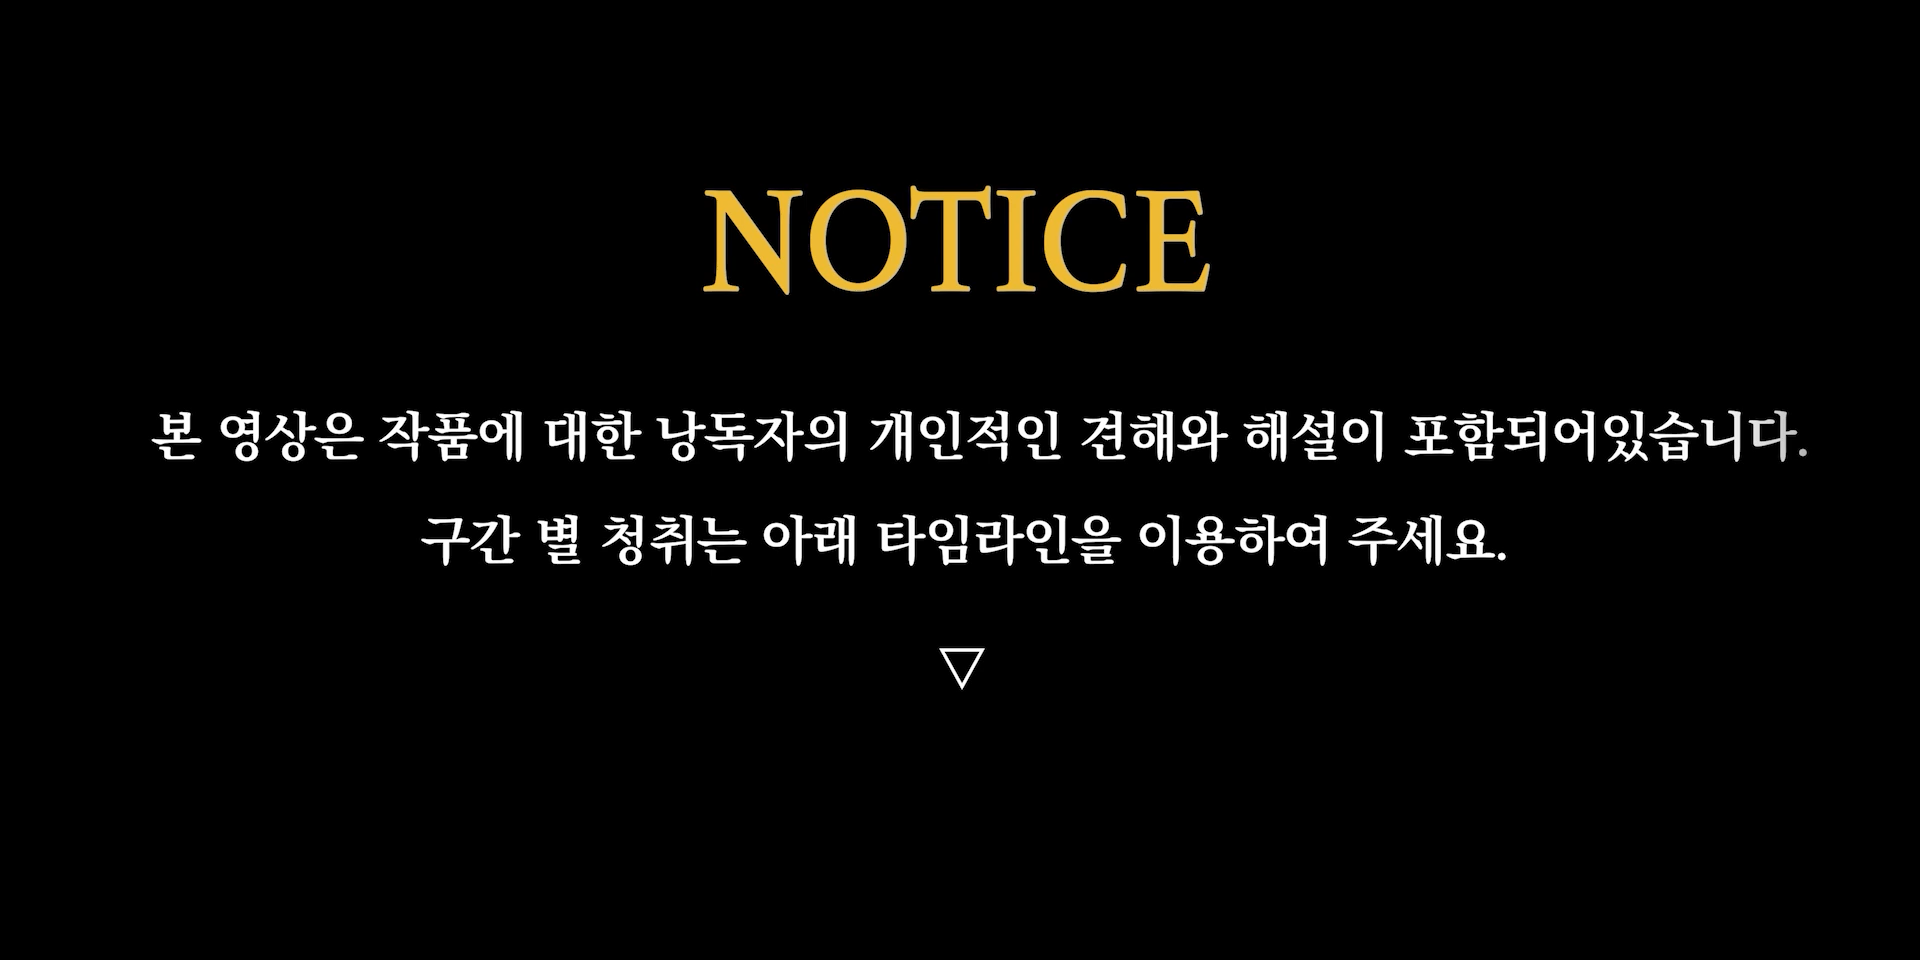 NOTICE
본 영상은 작품에 대한 낭독자의 개인적인 견해와 해설이 포함되어있습니다.
구간 별 청취는 아래 타임라인을 이용하여 주세요.